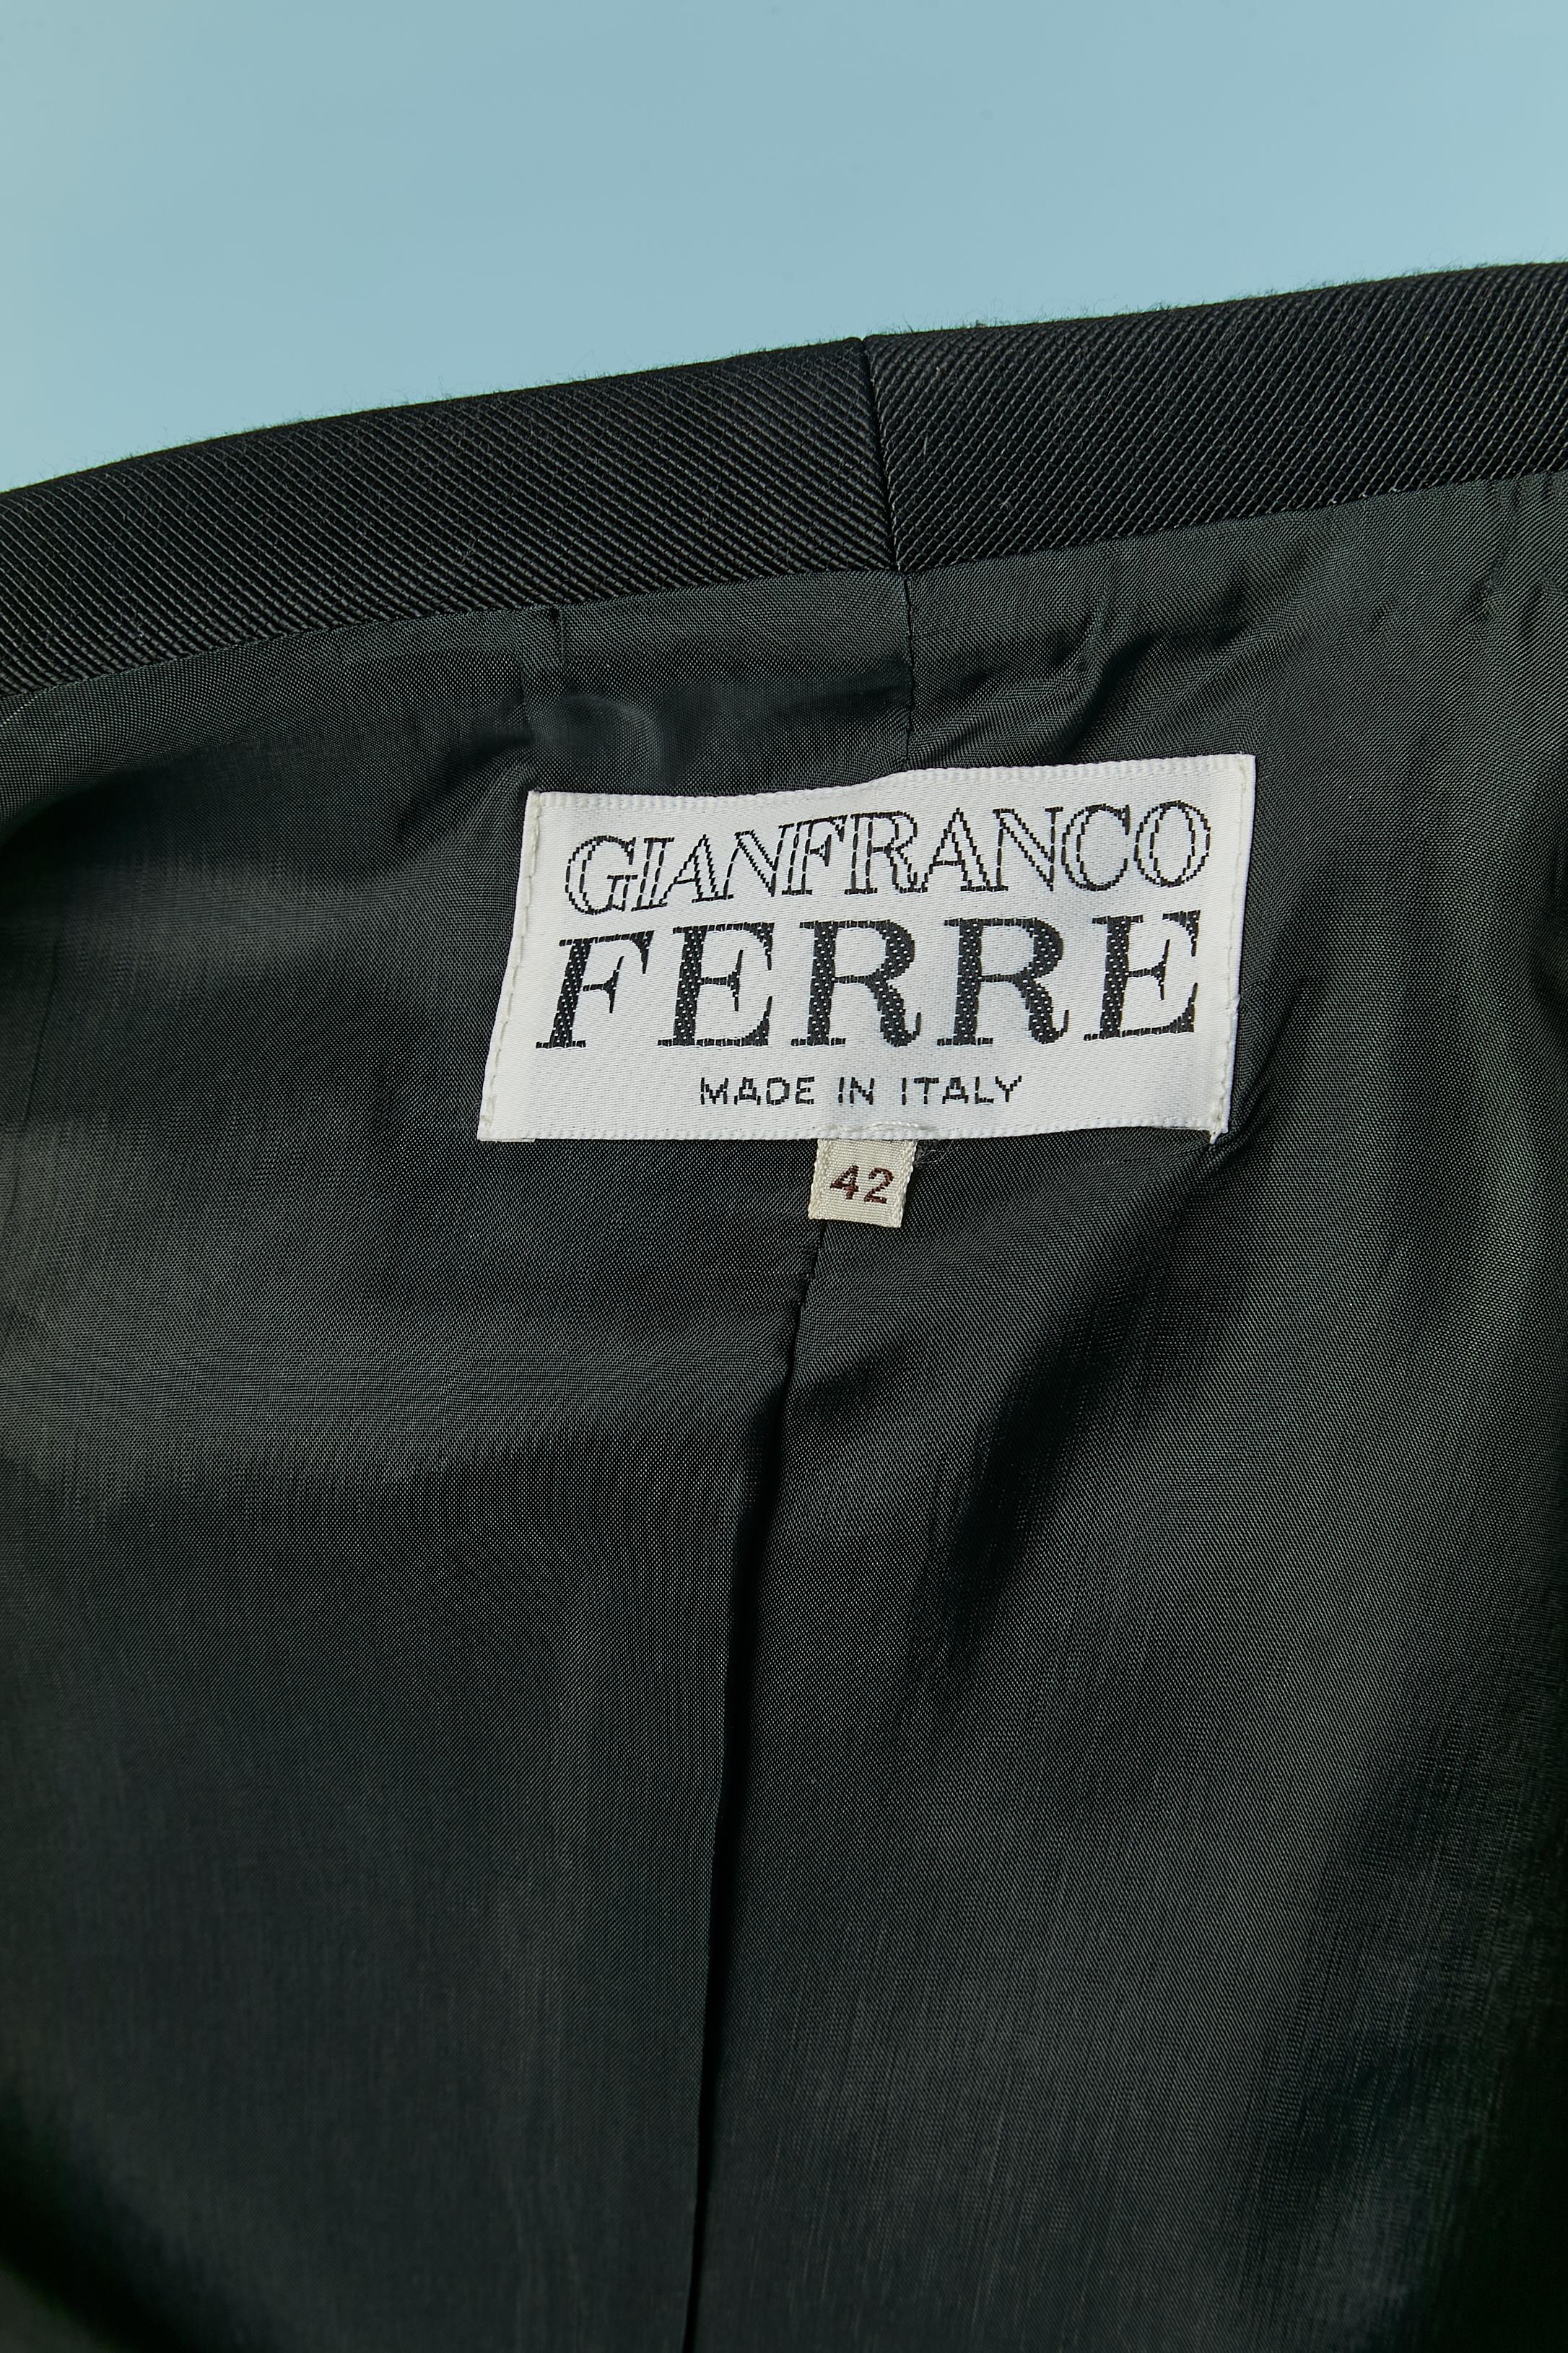 GIANFRANCO
FERRE
MADE IN ITALY
42